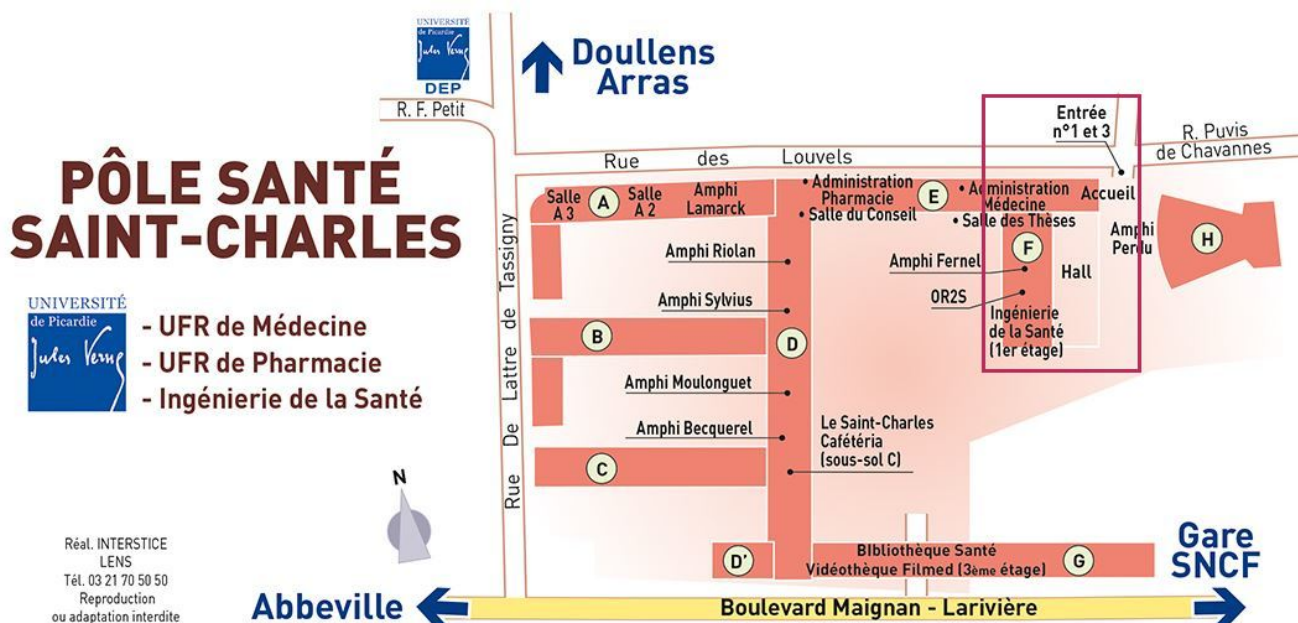 UNIVERSITÉ
de Picardie
Jules Verne
DEP
Doullens
Arras
R. F. Petit
Entrée
n°1 et 3
R. Puvis
de Chavannes
Rue des Louvels
PÔLE SANTÉ
SAINT-CHARLES
UNIVERSITÉ
de Picardie
Jules Verne
- UFR de Médecine
- UFR de Pharmacie
- Ingénierie de la Santé
Rue De Lattre de Tassigny
Salle
A 3
A
Salle
A 2
Amphi
Lamarck
• Administration
Pharmacie
• Salle du Conseil
E
• Administration
Médecine
• Salle des Thèses
Accueil
Amphi
Perdu
H
Amphi Riolan
Amphi Sylvius
Amphi Fernel
F
Hall
OR2S
Ingénierie
de la Santé
(1er étage)
B
D
Amphi Moulonguet
Amphi Becquerel
Le Saint-Charles
Cafétéria
(sous-sol C)
C
N
D'
BIbliothèque Santé
Vidéothèque Filmed (3ème étage)
G
Gare
SNCF
Réal. INTERSTICE
LENS
Tél. 03 21 70 50 50
Reproduction
ou adaptation interdite
Abbeville
Boulevard Maignan - Larivière